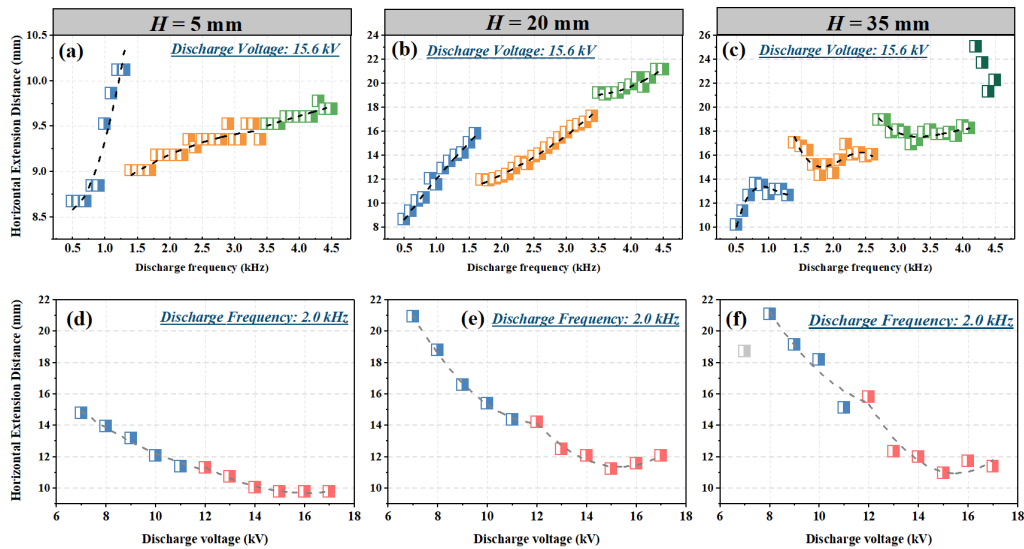 H = 5 mm
H = 20 mm
H = 35 mm
Horizontal Extension Distance (mm)
(a)
Discharge Voltage: 15.6 kV
10.5
10.0
9.5
9.0
8.5
0.5 1.0 1.5 2.0 2.5 3.0 3.5 4.0 4.5
Discharge frequency (kHz)
(b)
Discharge Voltage: 15.6 kV
24
22
20
18
16
14
12
10
8
0.5 1.0 1.5 2.0 2.5 3.0 3.5 4.0 4.5
Discharge frequency (kHz)
(c)
Discharge Voltage: 15.6 kV
26
24
22
20
18
16
14
12
10
0.5 1.0 1.5 2.0 2.5 3.0 3.5 4.0 4.5
Discharge frequency (kHz)
Horizontal Extension Distance (mm)
(d)
Discharge Frequency: 2.0 kHz
22
20
18
16
14
12
10
6 8 10 12 14 16 18
Discharge voltage (kV)
(e)
Discharge Frequency: 2.0 kHz
22
20
18
16
14
12
10
6 8 10 12 14 16 18
Discharge voltage (kV)
(f)
Discharge Frequency: 2.0 kHz
22
20
18
16
14
12
10
6 8 10 12 14 16 18
Discharge voltage (kV)